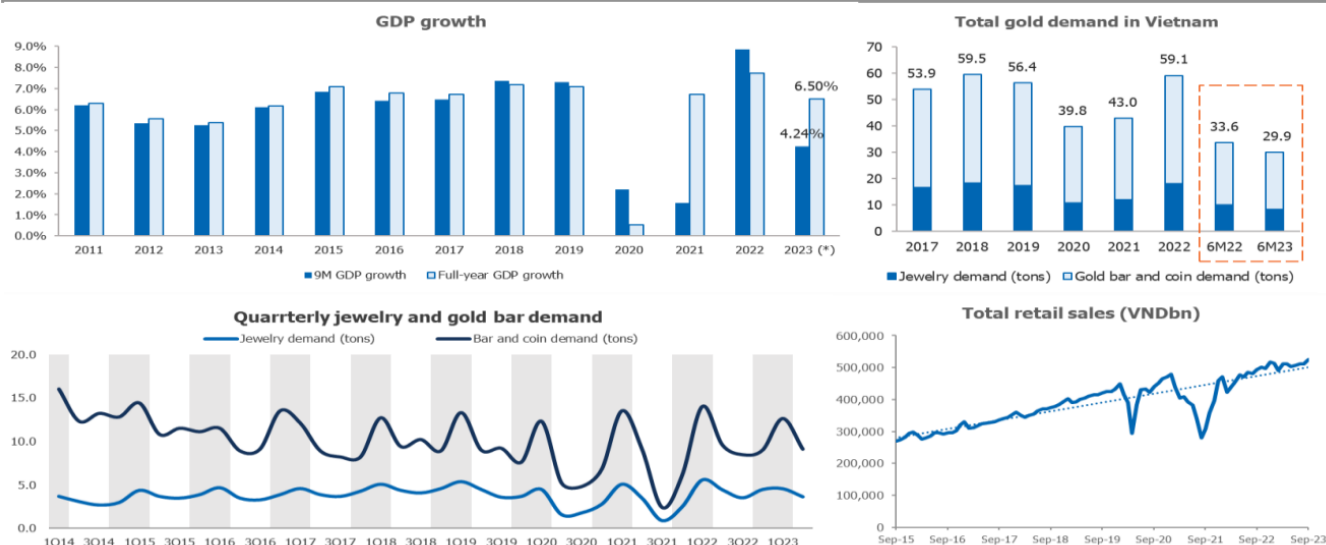 GDP growth
9.0%
8.0%
7.0%
6.0%
5.0%
4.0%
3.0%
2.0%
1.0%
0.0%
6.50%
4.24%
2011 2012 2013 2014 2015 2016 2017 2018 2019 2020 2021 2022 2023 (*)
9M GDP growth Full-year GDP growth
Total gold demand in Vietnam
70
60
50
40
30
20
10
0
53.9 59.5 56.4 39.8 43.0 59.1 33.6 29.9
2017 2018 2019 2020 2021 2022 6M22 6M23
Jewelry demand (tons) Gold bar and coin demand (tons)
Quarrterly jewelry and gold bar demand
Jewelry demand (tons) Bar and coin demand (tons)
20.0
15.0
10.0
5.0
0.0
1Q14 3Q14 1Q15 3Q15 1Q16 3Q16 1Q17 3Q17 1Q18 3Q18 1Q19 3Q19 1Q20 3Q20 1Q21 3Q21 1Q22 3Q22 1Q23
Total retail sales (VNDbn)
600,000
500,000
400,000
300,000
200,000
100,000
0
Sep-15 Sep-16 Sep-17 Sep-18 Sep-19 Sep-20 Sep-21 Sep-22 Sep-23